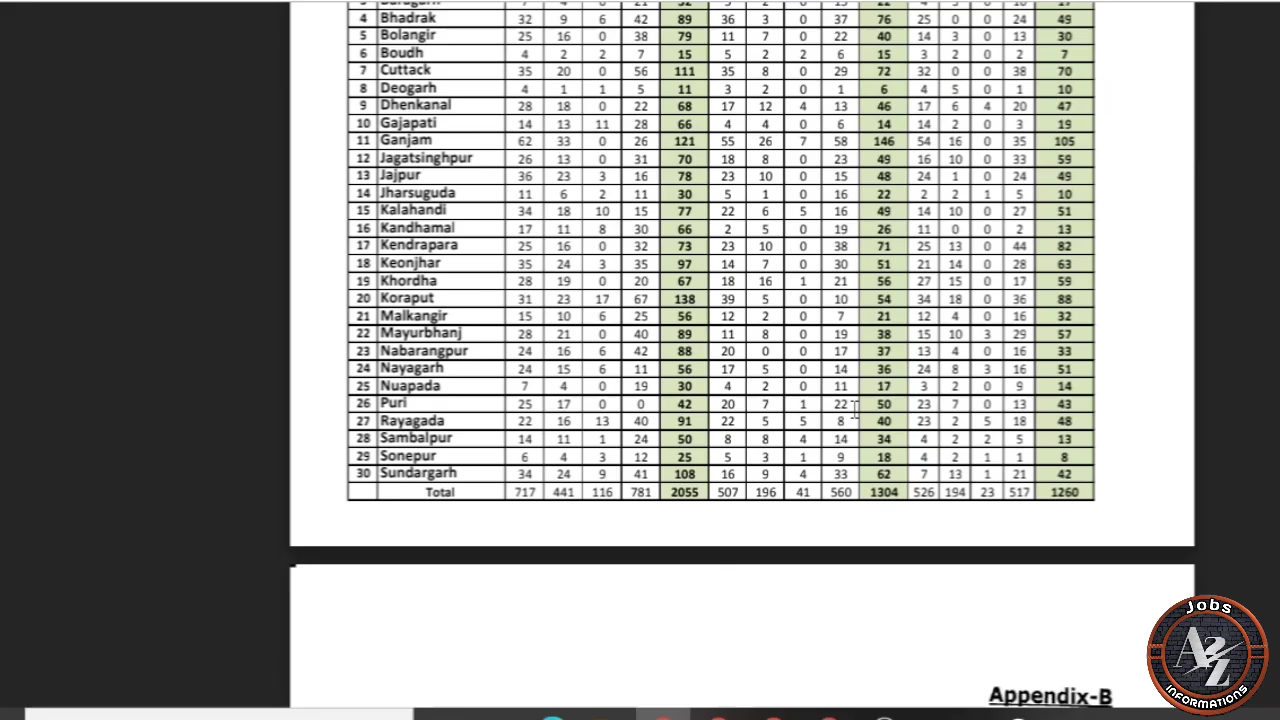 4 Bhadrak 32 9 6 42 89 36 3 0 37 76 25 0 0 24 49
5 Bolangir 25 16 0 38 79 11 7 0 22 40 14 3 0 13 30
6 Boudh 4 2 2 7 15 5 2 2 6 15 3 2 0 2 7
7 Cuttack 35 20 0 56 111 35 8 0 29 72 32 0 0 38 70
8 Deogarh 4 1 1 5 11 3 2 0 1 6 4 5 0 1 10
9 Dhenkanal 28 18 0 22 68 17 12 4 13 46 17 6 4 20 47
10 Gajapati 14 13 11 28 66 4 4 0 6 14 14 2 0 3 19
11 Ganjam 62 33 0 26 121 55 26 7 58 146 54 16 0 35 105
12 Jagatsinghpur 26 13 0 31 70 18 8 0 23 49 16 10 0 33 59
13 Jajpur 36 23 3 16 78 23 10 0 15 48 24 1 0 24 49
14 Jharsuguda 11 6 2 11 30 5 1 0 16 22 2 2 1 5 10
15 Kalahandi 34 18 10 15 77 22 6 5 16 49 14 10 0 27 51
16 Kandhamal 17 11 8 30 66 2 5 0 19 26 11 0 0 2 13
17 Kendrapara 25 16 0 32 73 23 10 0 38 71 25 13 0 44 82
18 Keonjhar 35 24 3 35 97 14 7 0 30 51 21 14 0 28 63
19 Khordha 28 19 0 20 67 18 16 1 21 56 27 15 0 17 59
20 Koraput 31 23 17 67 138 39 5 0 10 54 34 18 0 36 88
21 Malkangir 15 10 6 25 56 12 2 0 7 21 12 4 0 16 32
22 Mayurbhanj 28 21 0 40 89 11 8 0 19 38 15 10 3 29 57
23 Nabarangpur 24 16 6 42 88 20 0 0 17 37 13 4 0 16 33
24 Nayagarh 24 15 6 11 56 17 5 0 14 36 24 8 3 16 51
25 Nuapada 7 4 0 19 30 4 2 0 11 17 3 2 0 9 14
26 Puri 25 17 0 0 42 20 7 1 22 50 23 7 0 13 43
27 Rayagada 22 16 13 40 91 22 5 5 8 40 23 2 5 18 48
28 Sambalpur 14 11 1 24 50 8 8 4 14 34 4 2 2 5 13
29 Sonepur 6 4 3 12 25 5 3 1 9 18 4 2 1 1 8
30 Sundargarh 34 24 9 41 108 16 9 4 33 62 7 13 1 21 42
Total 717 441 116 781 2055 507 196 41 560 1304 526 194 23 517 1260
Appendix-B
Jobs
A2Z
INFORMATIONS